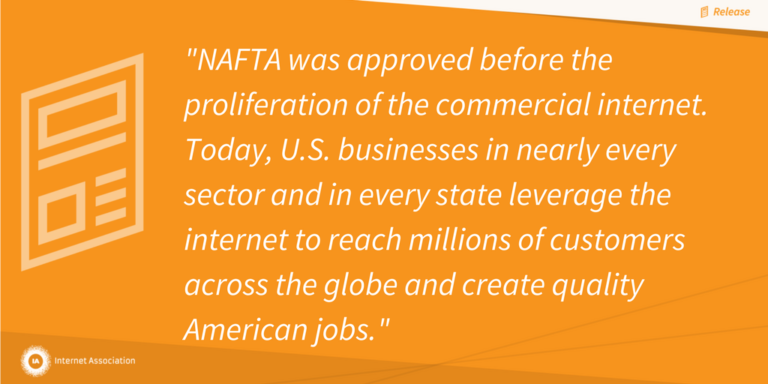 Release
"NAFTA was approved before the
proliferation of the commercial internet.
Today, U.S. businesses in nearly every
sector and in every state leverage the
internet to reach millions of customers
across the globe and create quality
American jobs."
IA
Internet Association